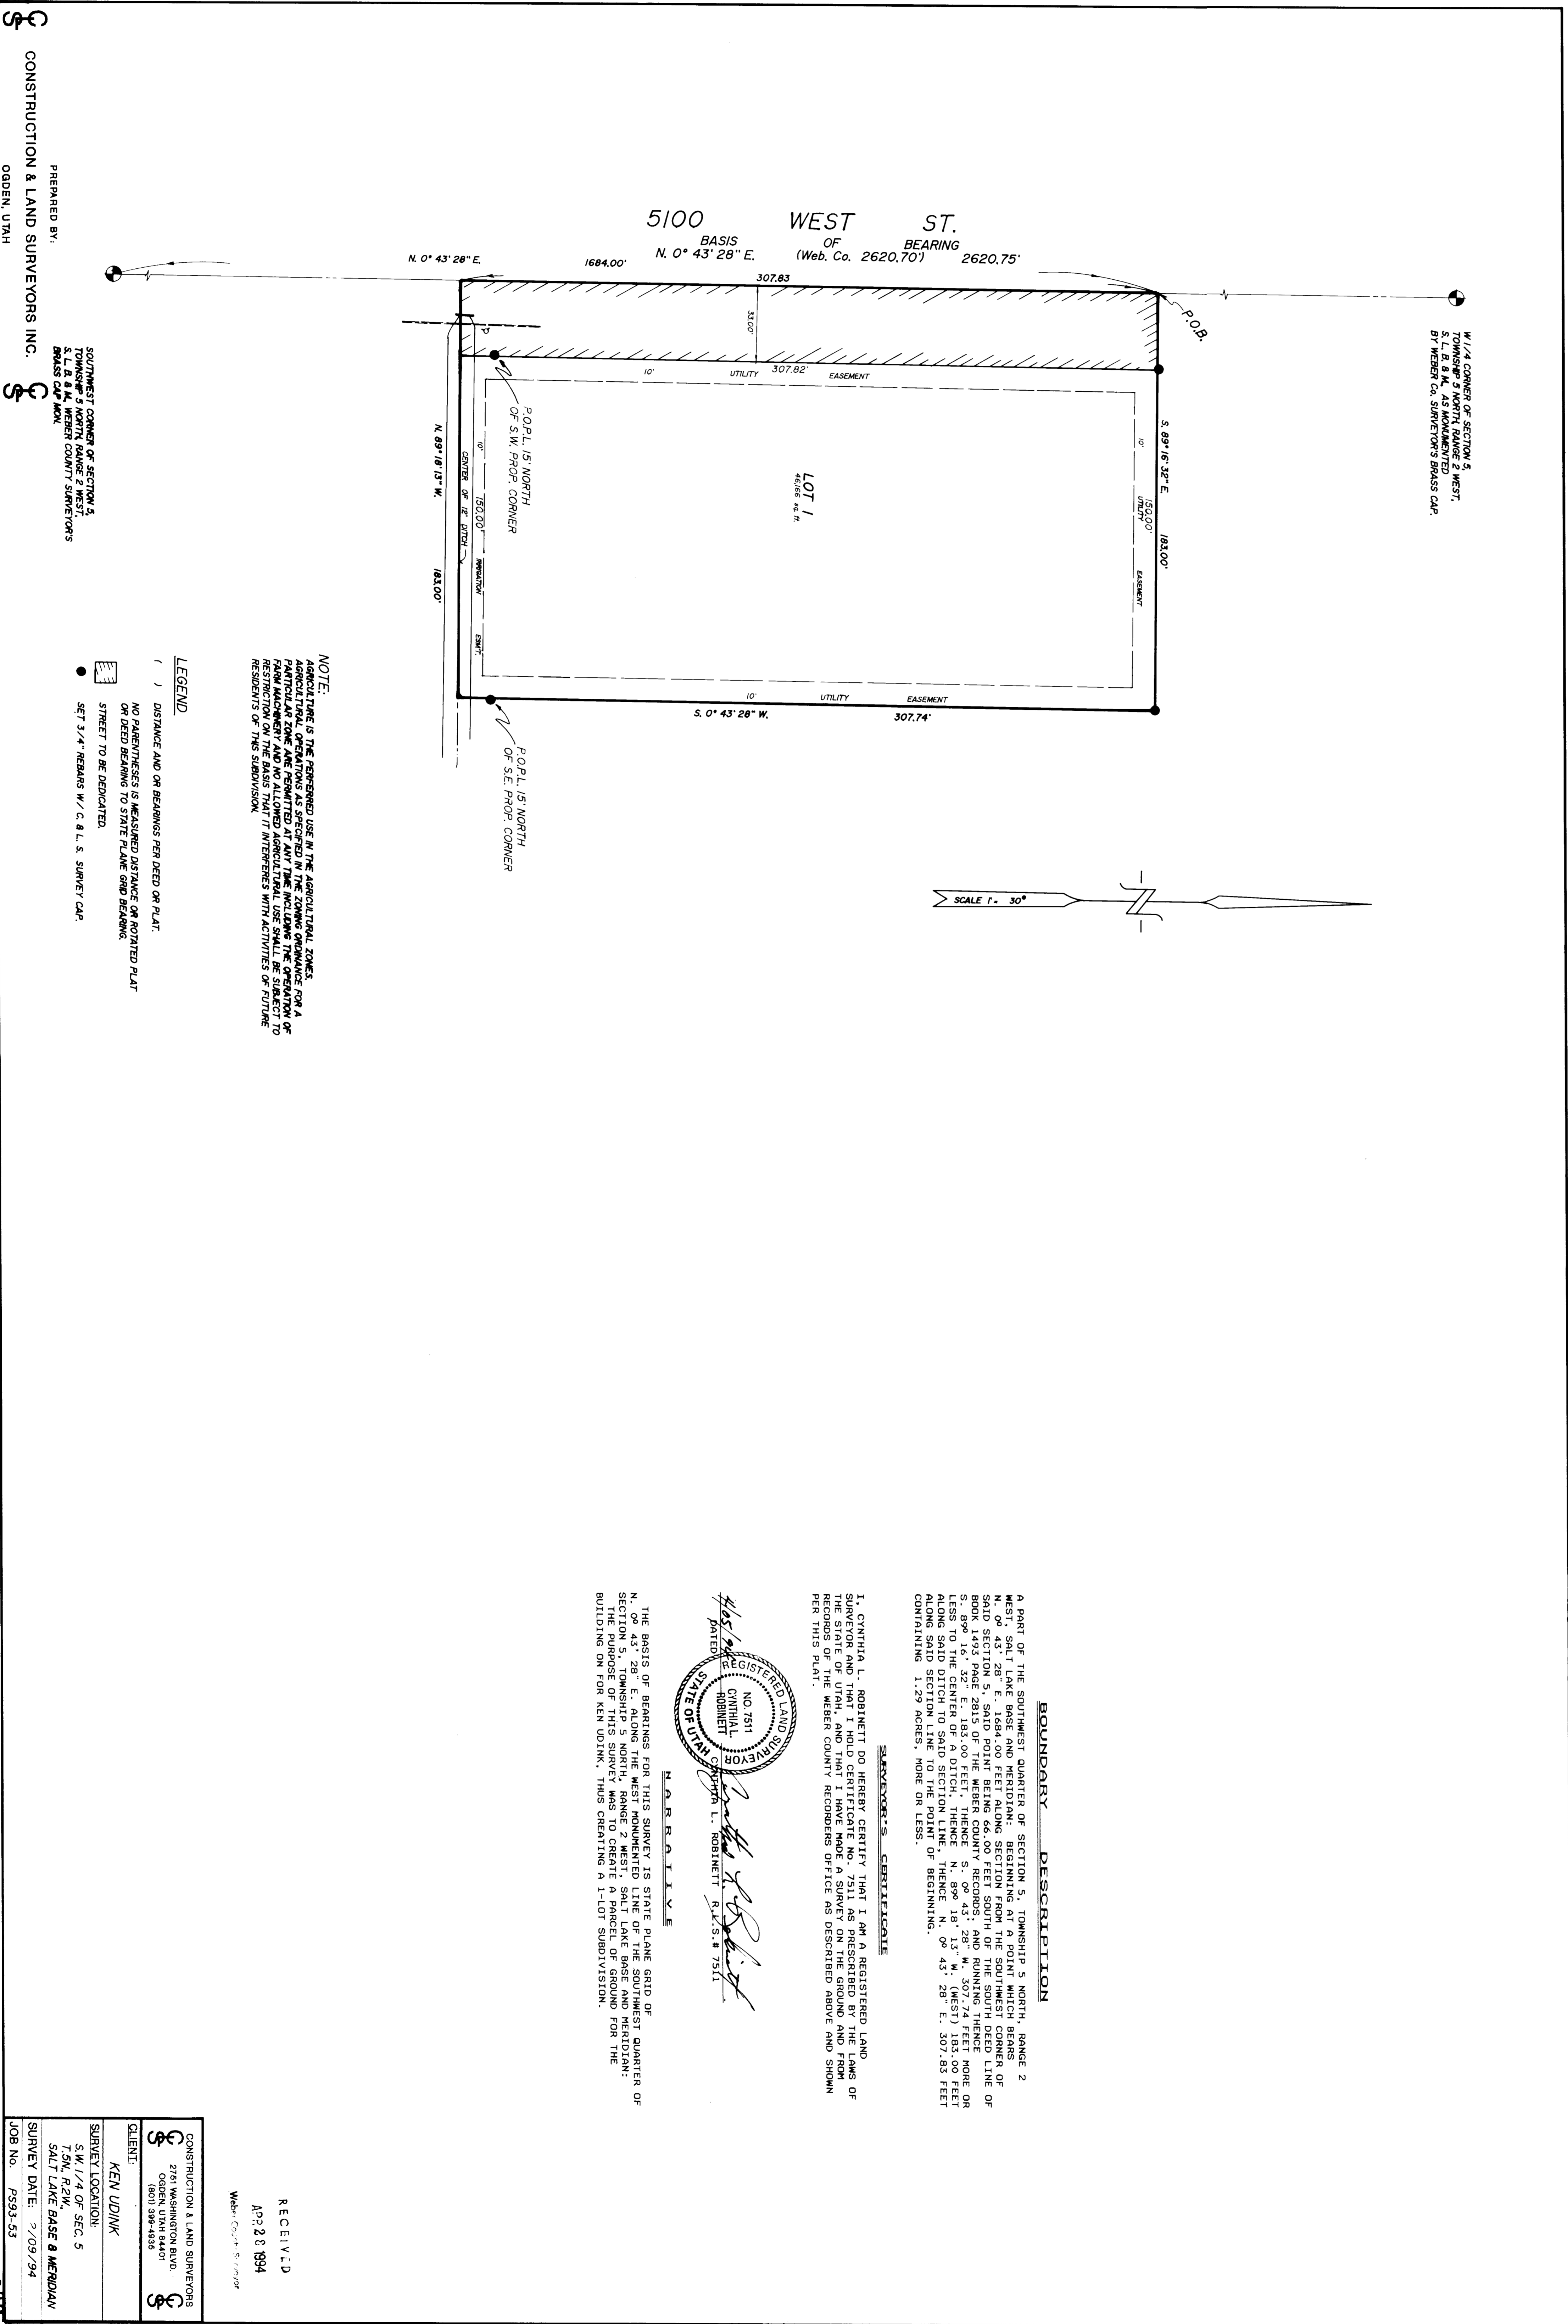 5100 WEST ST.
BASIS OF BEARING
N. 0° 43' 28" E. (Web. Co. 2620.70') 2620.75'
N. 0° 43' 28" E.
1684.00'
307.83
33.00'
P.O.B.
W 1/4 CORNER OF SECTION 5,
TOWNSHIP 5 NORTH, RANGE 2 WEST,
S. L. B. & M., AS MONUMENTED
BY WEBER Co. SURVEYOR'S BRASS CAP.
10' UTILITY 307.82' EASEMENT
P.O.P.L. 15' NORTH
OF S.W. PROP. CORNER
LOT 1
46166 sq. ft.
S. 89° 16' 32" E. 183.00'
150.00'
10' UTILITY EASEMENT
N. 89° 18' 13" W. 183.00'
CENTER OF 12' DITCH
10' IRRIGATION ESM'T.
150.00'
10' UTILITY EASEMENT
S. 0° 43' 28" W. 307.74'
P.O.P.L. 15' NORTH
OF S.E. PROP. CORNER
SCALE 1"= 30'
SOUTHWEST CORNER OF SECTION 5,
TOWNSHIP 5 NORTH, RANGE 2 WEST,
S. L. B. & M., WEBER COUNTY SURVEYOR'S
BRASS CAP MON.
PREPARED BY:
CONSTRUCTION & LAND SURVEYORS INC.
OGDEN, UTAH
NOTE:
AGRICULTURE IS THE PERFERRED USE IN THE AGRICULTURAL ZONES.
AGRICULTURAL OPERATIONS AS SPECIFIED IN THE ZONING ORDINANCE FOR A
PARTICULAR ZONE ARE PERMITTED AT ANY TIME INCLUDING THE OPERATION OF
FARM MACHINERY AND NO ALLOWED AGRICULTURAL USE SHALL BE SUBJECT TO
RESTRICTION ON THE BASIS THAT IT INTERFERES WITH ACTIVITIES OF FUTURE
RESIDENTS OF THIS SUBDIVISION.
LEGEND
( ) DISTANCE AND OR BEARINGS PER DEED OR PLAT.
NO PARENTHESES IS MEASURED DISTANCE OR ROTATED PLAT
OR DEED BEARING TO STATE PLANE GRID BEARING.
STREET TO BE DEDICATED.
SET 3/4" REBARS W/ C. & L. S. SURVEY CAP.
BOUNDARY DESCRIPTION
A PART OF THE SOUTHWEST QUARTER OF SECTION 5, TOWNSHIP 5 NORTH, RANGE 2
WEST, SALT LAKE BASE AND MERIDIAN: BEGINNING AT A POINT WHICH BEARS
N. 0° 43' 28" E. 1684.00 FEET ALONG SECTION FROM THE SOUTHWEST CORNER OF
SAID SECTION 5, SAID POINT BEING 66.00 FEET SOUTH OF THE SOUTH DEED LINE OF
BOOK 1493 PAGE 2815 OF THE WEBER COUNTY RECORDS; AND RUNNING THENCE
S. 89° 16' 32" E. 183.00 FEET, THENCE S. 0° 43' 28" W. 307.74 FEET MORE OR
LESS TO THE CENTER OF A DITCH, THENCE N. 89° 18' 13" W. (WEST) 183.00 FEET
ALONG SAID DITCH TO SAID SECTION LINE, THENCE N. 0° 43' 28" E. 307.83 FEET
ALONG SAID SECTION LINE TO THE POINT OF BEGINNING.
CONTAINING 1.29 ACRES, MORE OR LESS.
SURVEYOR'S CERTIFICATE
I, CYNTHIA L. ROBINETT DO HEREBY CERTIFY THAT I AM A REGISTERED LAND
SURVEYOR AND THAT I HOLD CERTIFICATE No. 7511 AS PRESCRIBED BY THE LAWS OF
THE STATE OF UTAH, AND THAT I HAVE MADE A SURVEY ON THE GROUND AND FROM
RECORDS OF THE WEBER COUNTY RECORDERS OFFICE AS DESCRIBED ABOVE AND SHOWN
PER THIS PLAT.
4/05/94
DATED
REGISTERED LAND SURVEYOR
NO. 7511
CYNTHIA L.
ROBINETT
STATE OF UTAH
Cynthia L. Robinett
CYNTHIA L. ROBINETT R.L.S.# 7511
NARRATIVE
THE BASIS OF BEARINGS FOR THIS SURVEY IS STATE PLANE GRID OF
N. 0° 43' 28" E. ALONG THE WEST MONUMENTED LINE OF THE SOUTHWEST QUARTER OF
SECTION 5, TOWNSHIP 5 NORTH, RANGE 2 WEST, SALT LAKE BASE AND MERIDIAN:
THE PURPOSE OF THIS SURVEY WAS TO CREATE A PARCEL OF GROUND FOR THE
BUILDING ON FOR KEN UDINK, THUS CREATING A 1-LOT SUBDIVISION.
RECEIVED
APR 28 1994
Weber County Surveyor
CONSTRUCTION & LAND SURVEYORS
2761 WASHINGTON BLVD.
OGDEN, UTAH 84401
(801) 399-4935
CLIENT:
KEN UDINK
SURVEY LOCATION:
S.W. 1/4 OF SEC. 5
T.5N., R.2W.,
SALT LAKE BASE & MERIDIAN
SURVEY DATE: /09/94
JOB No. PS93-53